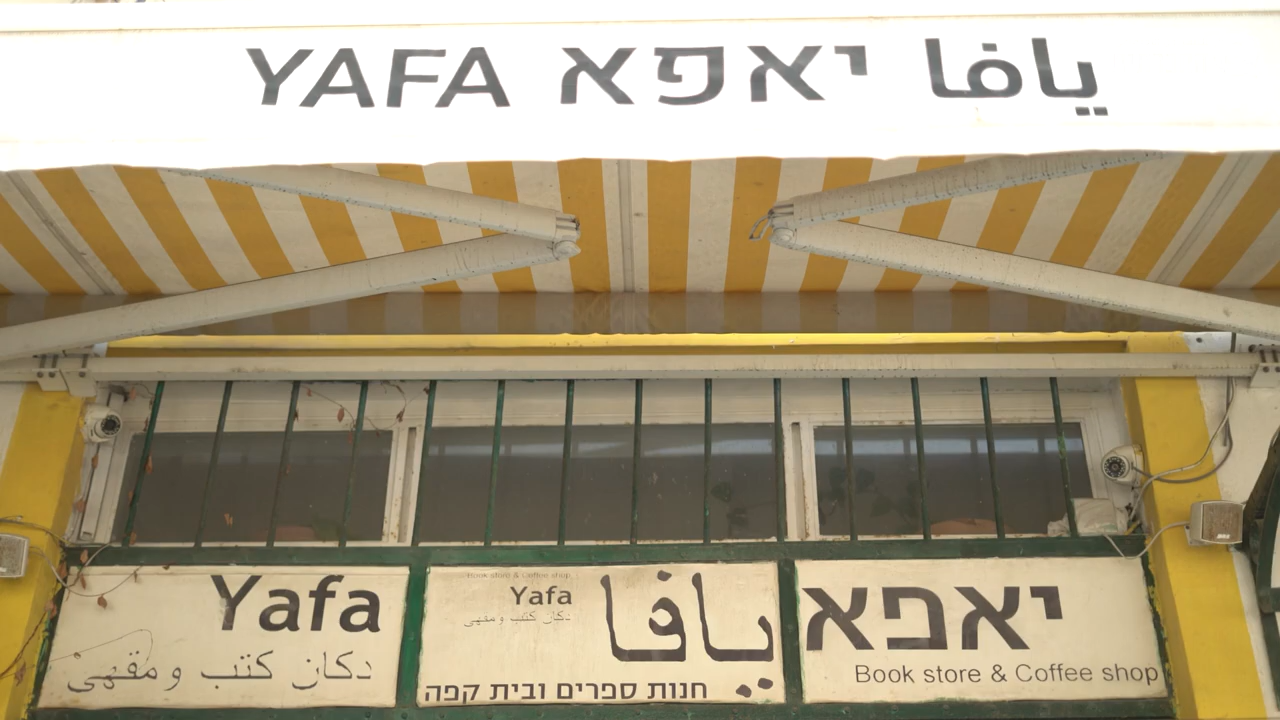 YAFA יאפא يافا
Yafa
دكان كتب ومقهى
Book store & coffee shop
Yafa
دكان كتب ومقهى
يافا
חנות ספרים ובית קפה
יאפא
Book store & Coffee shop